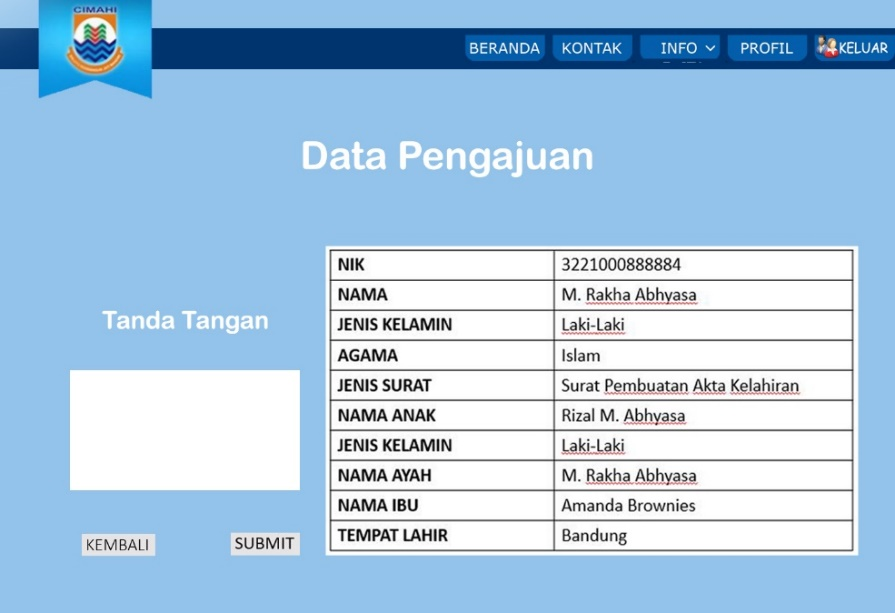 CIMAHI
BERANDA KONTAK INFO PROFIL KELUAR
Data Pengajuan
Tanda Tangan
NIK 3221000888884
NAMA M. Rakha Abhyasa
JENIS KELAMIN Laki-Laki
AGAMA Islam
JENIS SURAT Surat Pembuatan Akta Kelahiran
NAMA ANAK Rizal M. Abhyasa
JENIS KELAMIN Laki-Laki
NAMA AYAH M. Rakha Abhyasa
NAMA IBU Amanda Brownies
TEMPAT LAHIR Bandung
KEMBALI SUBMIT